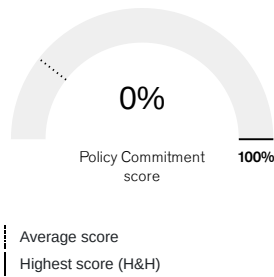 0%
Policy Commitment
score
100%
Average score
Highest score (H&H)